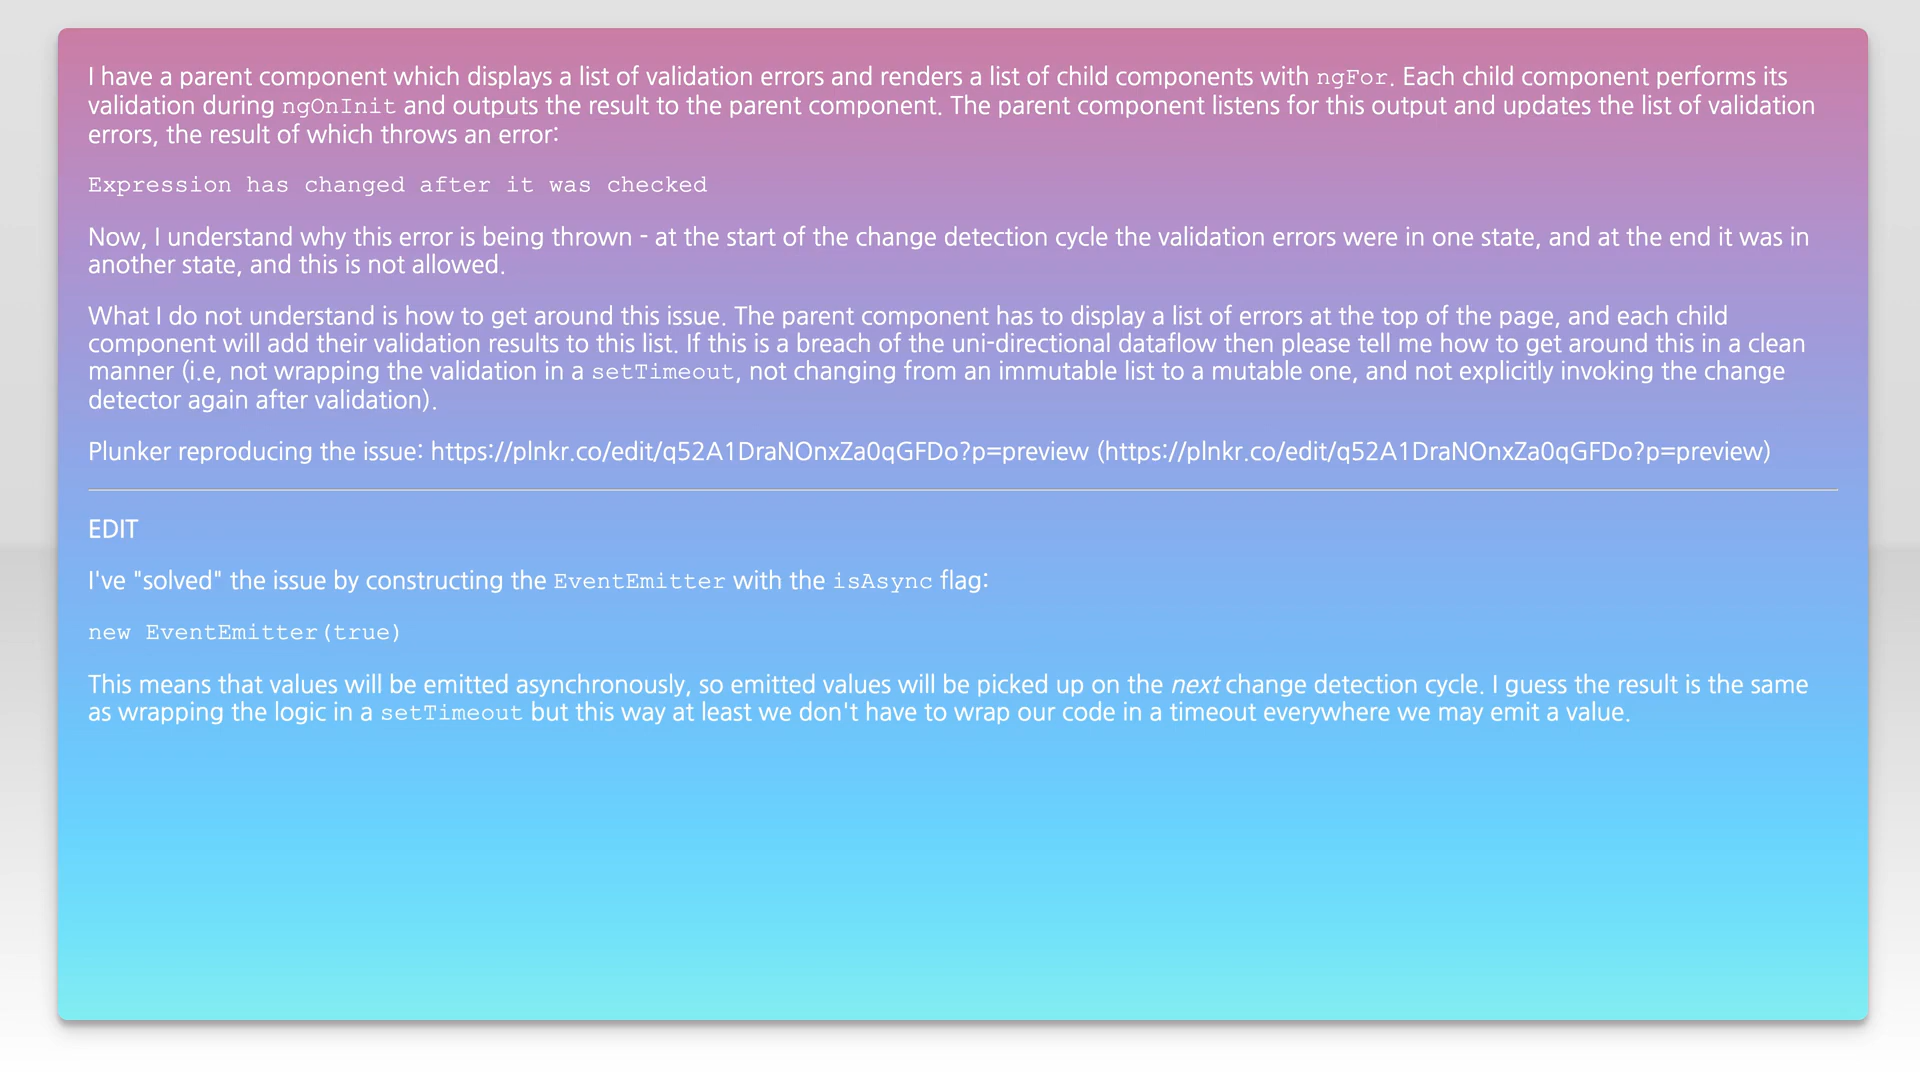 I have a parent component which displays a list of validation errors and renders a list of child components with ngFor. Each child component performs its
validation during ngOnInit and outputs the result to the parent component. The parent component listens for this output and updates the list of validation
errors, the result of which throws an error:
Expression has changed after it was checked
Now, I understand why this error is being thrown - at the start of the change detection cycle the validation errors were in one state, and at the end it was in
another state, and this is not allowed.
What I do not understand is how to get around this issue. The parent component has to display a list of errors at the top of the page, and each child
component will add their validation results to this list. If this is a breach of the uni-directional dataflow then please tell me how to get around this in a clean
manner (i.e, not wrapping the validation in a setTimeout, not changing from an immutable list to a mutable one, and not explicitly invoking the change
detector again after validation).
Plunker reproducing the issue: https://plnkr.co/edit/q52A1DraNOnxZa0qGFDo?p=preview (https://plnkr.co/edit/q52A1DraNOnxZa0qGFDo?p=preview)
EDIT
I've "solved" the issue by constructing the EventEmitter with the isAsync flag:
new EventEmitter(true)
This means that values will be emitted asynchronously, so emitted values will be picked up on the next change detection cycle. I guess the result is the same
as wrapping the logic in a setTimeout but this way at least we don't have to wrap our code in a timeout everywhere we may emit a value.